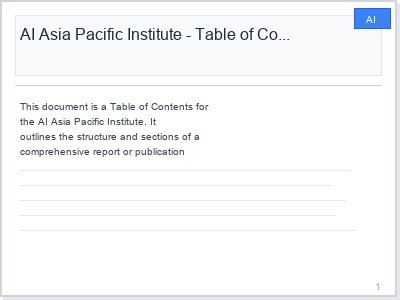 AI
AI Asia Pacific Institute - Table of Co...
This document is a Table of Contents for
the AI Asia Pacific Institute. It
outlines the structure and sections of a
comprehensive report or publication
1